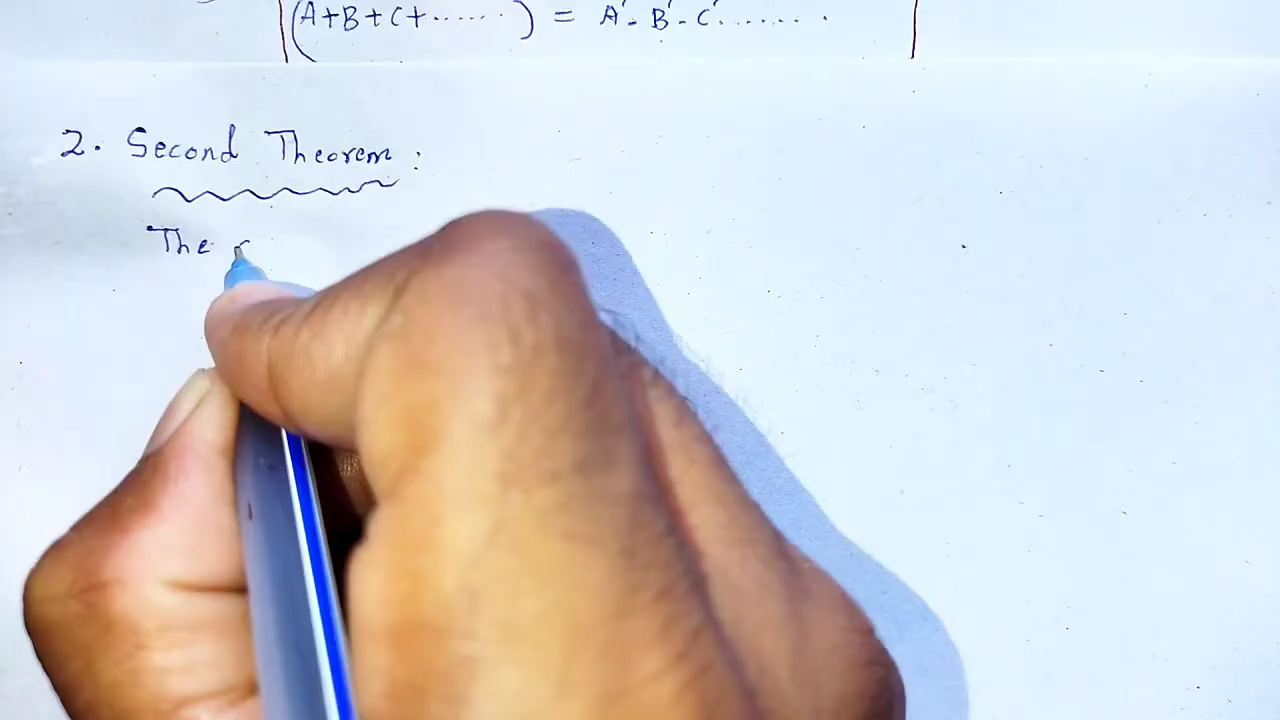 (A+B+C+.......) = A'. B'. C'........
2. Second Theorem :
The